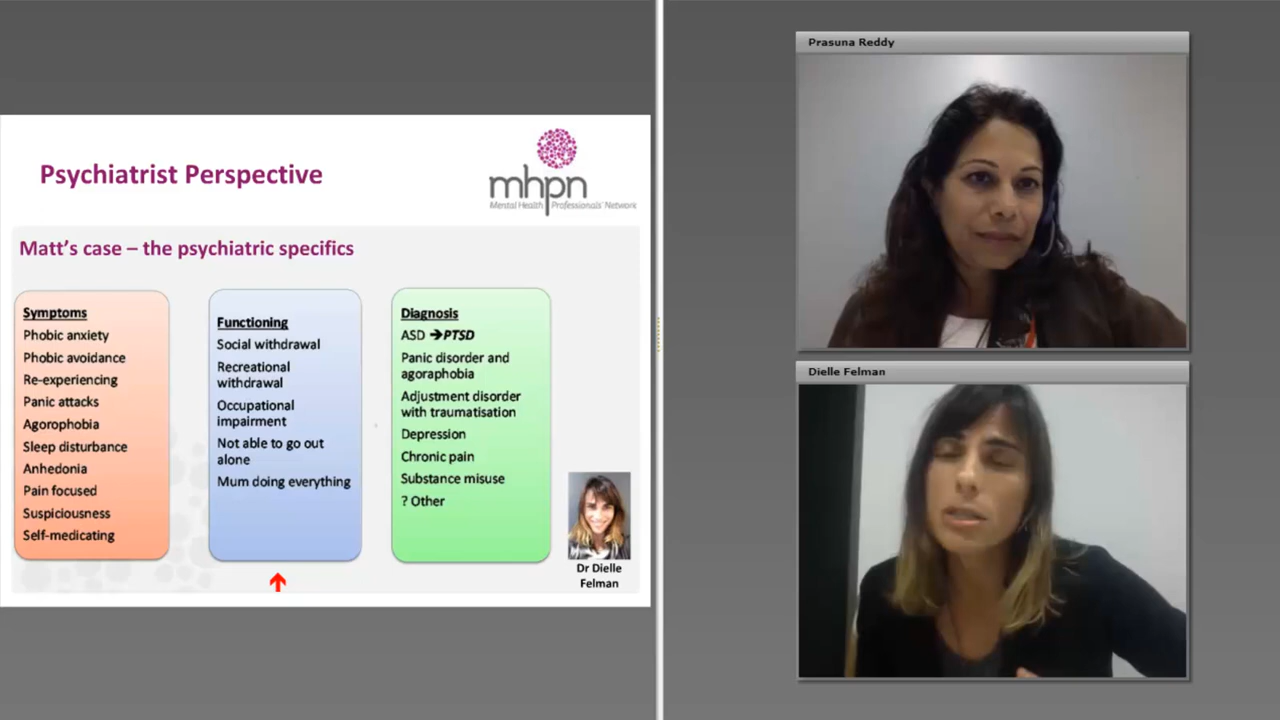 Psychiatrist Perspective
mhpn
Mental Health Professionals' Network
Matt's case – the psychiatric specifics
Symptoms
Phobic anxiety
Phobic avoidance
Re-experiencing
Panic attacks
Agorophobia
Sleep disturbance
Anhedonia
Pain focused
Suspiciousness
Self-medicating
Functioning
Social withdrawal
Recreational
withdrawal
Occupational
impairment
Not able to go out
alone
Mum doing everything
Diagnosis
ASD ➔PTSD
Panic disorder and
agoraphobia
Adjustment disorder
with traumatisation
Depression
Chronic pain
Substance misuse
? Other
Dr Dielle
Felman
Prasuna Reddy
Dielle Felman